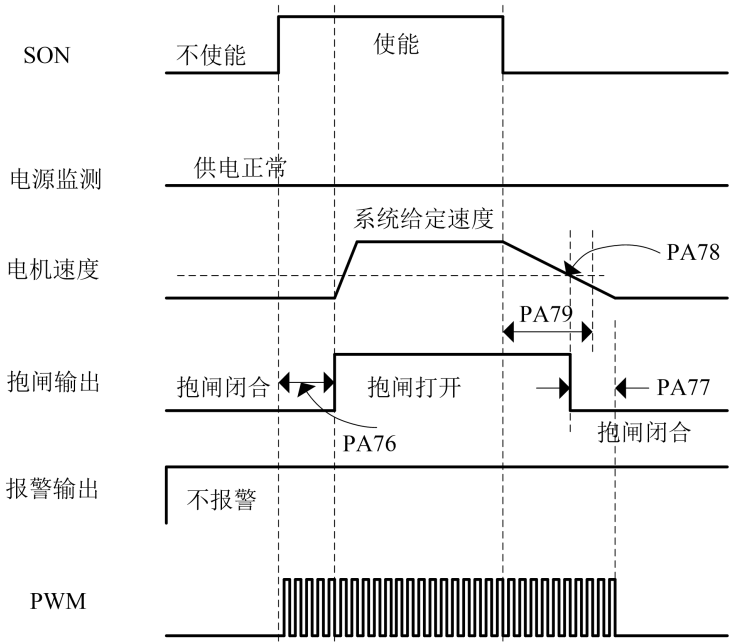 SON
不使能
使能
电源监测
供电正常
系统给定速度
电机速度
PA78
PA79
抱闸输出
抱闸闭合
抱闸打开
PA77
PA76
抱闸闭合
报警输出
不报警
PWM